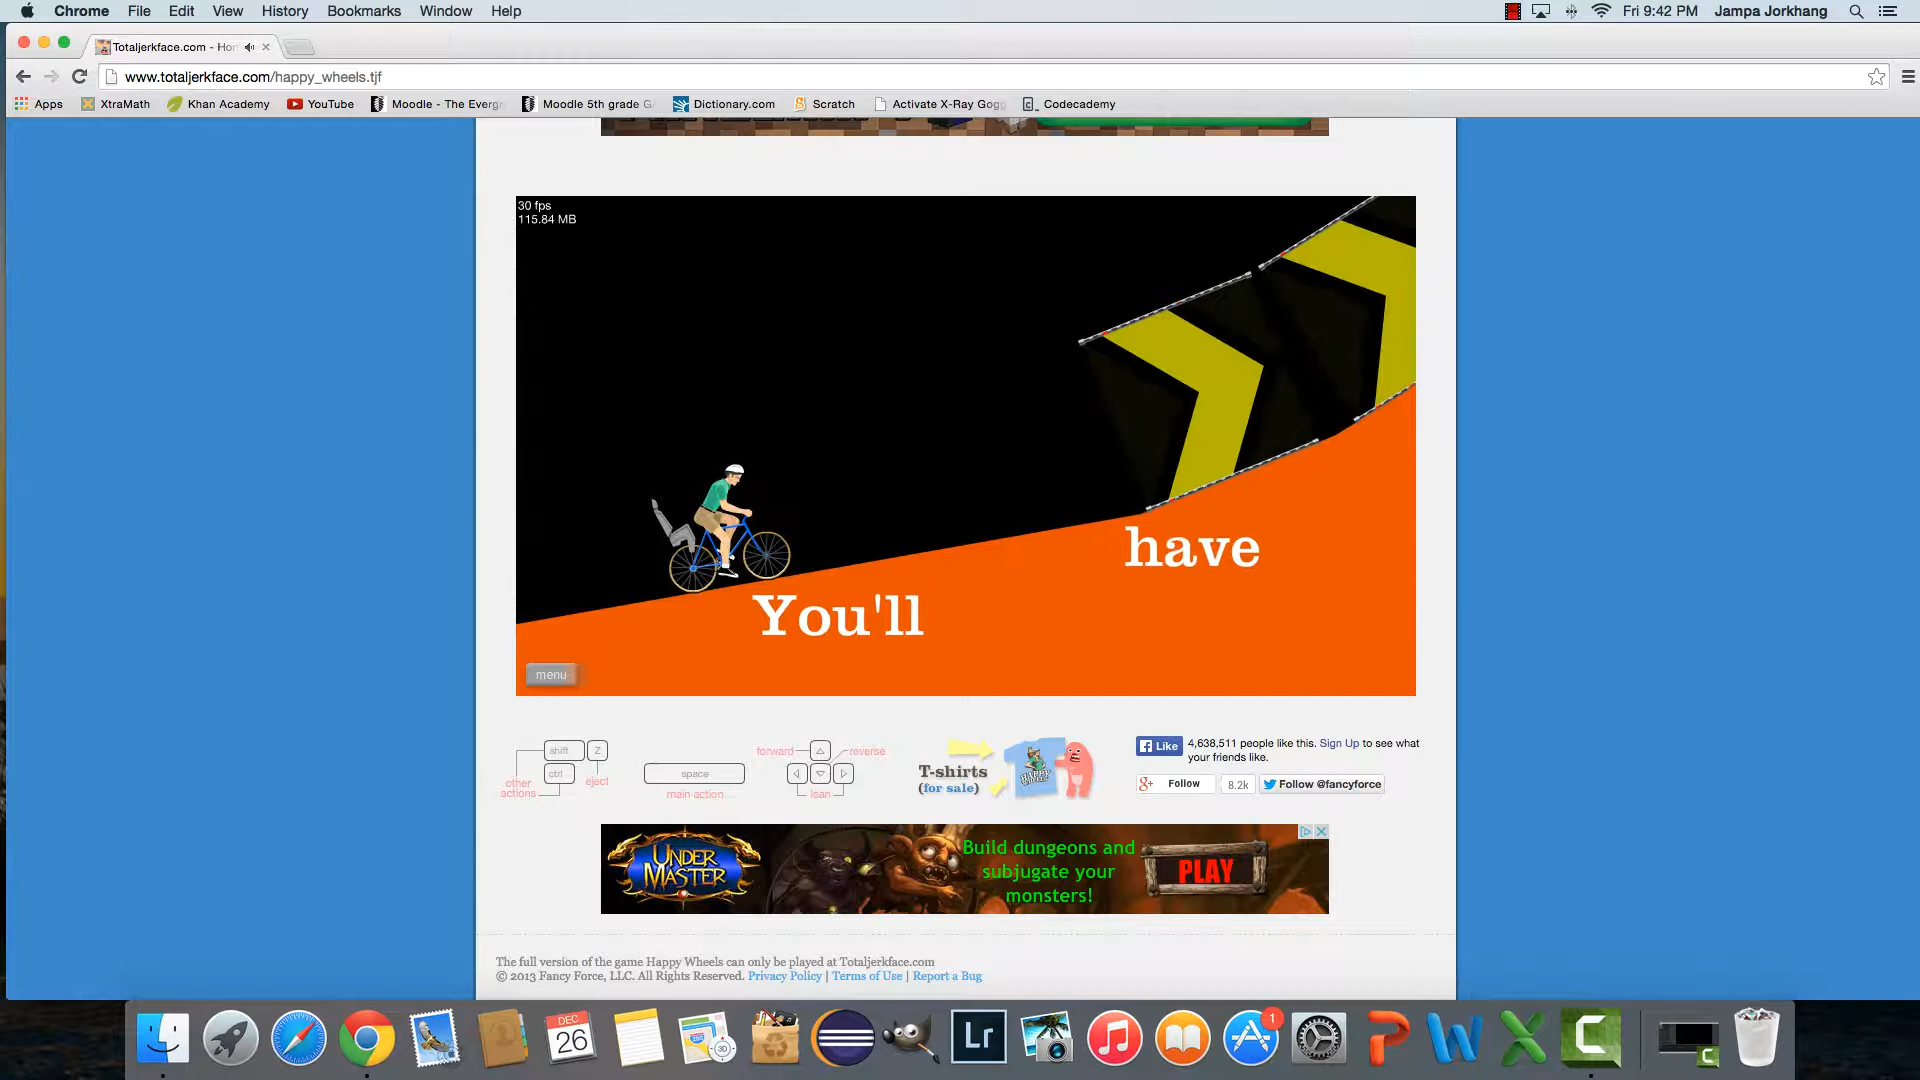 Chrome File Edit View History Bookmarks Window Help Fri 9:42 PM Jampa Jorkhang
Totaljerkface.com - Hor
www.totaljerkface.com/happy_wheels.tjf
Apps XtraMath Khan Academy YouTube Moodle - The Evergr Moodle 5th grade G Dictionary.com Scratch Activate X-Ray Gogg Codecademy
30 fps
115.84 MB
have
You'll
menu
shift Z
ctrl
other actions
eject
space
main action
forward
reverse
lean
T-shirts
(for sale)
Like 4,638,511 people like this. Sign Up to see what
your friends like.
Follow 8.2k Follow @fancyforce
UNDER
MASTER
Build dungeons and
subjugate your
monsters!
PLAY
The full version of the game Happy Wheels can only be played at Totaljerkface.com
© 2013 Fancy Force, LLC. All Rights Reserved. Privacy Policy | Terms of Use | Report a Bug
DEC
26
Lr
1